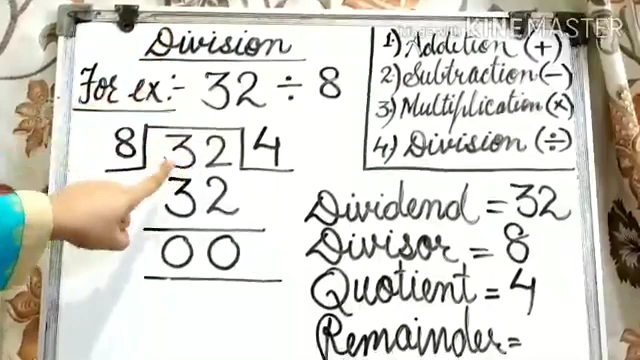 Division
For ex:- 32 ÷ 8
8 32 4
32
00
1) Addition (+)
2) Subtraction (-)
3) Multiplication (x)
4) Division (÷)
Dividend = 32
Divisor = 8
Quotient = 4
Remainder =
KINEMASTER